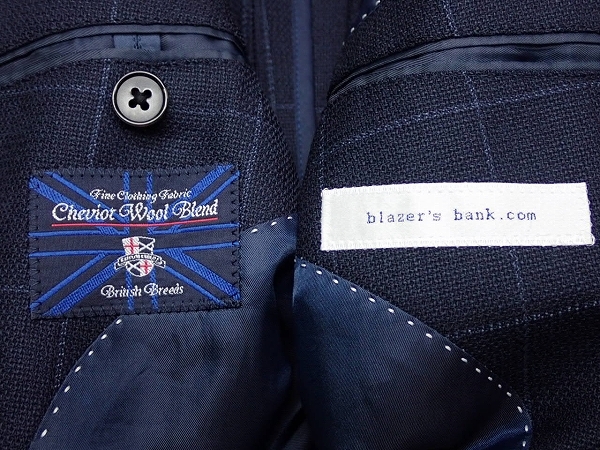 Fine Clothing Fabric
Cheviot Wool Blend
British Breeds
blazer's bank.com